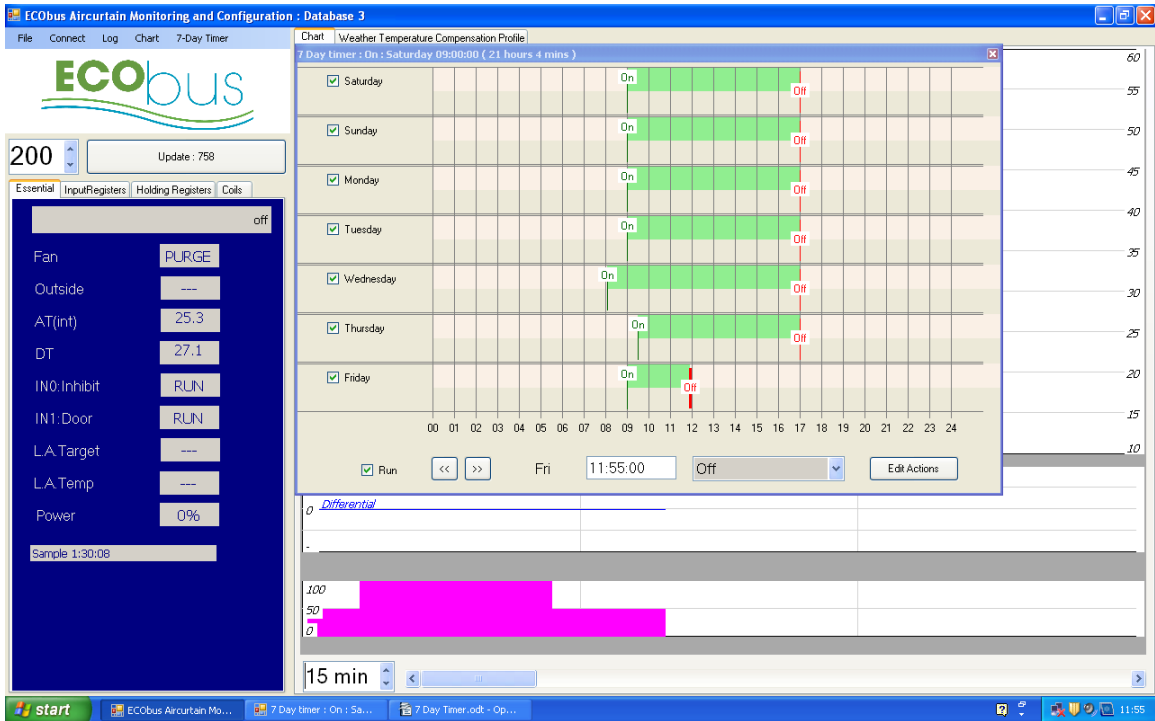 ECObus Aircurtain Monitoring and Configuration : Database 3
File Connect Log Chart 7-Day Timer
ECObus
200
Update : 758
Essential InputRegisters Holding Registers Coils
off
Fan PURGE
Outside ---
AT(int) 25.3
DT 27.1
IN0:Inhibit RUN
IN1:Door RUN
L.A.Target ---
L.A.Temp ---
Power 0%
Sample 1:30:08
Chart Weather Temperature Compensation Profile
7 Day timer : On : Saturday 09:00:00 ( 21 hours 4 mins )
Saturday On Off
Sunday On Off
Monday On Off
Tuesday On Off
Wednesday On Off
Thursday On Off
Friday On Off
00 01 02 03 04 05 06 07 08 09 10 11 12 13 14 15 16 17 18 19 20 21 22 23 24
Run << >> Fri 11:55:00 Off Edit Actions
60
55
50
45
40
35
30
25
20
15
10
Differential
0
-
100
50
0
15 min
start ECObus Aircurtain Mo... 7 Day timer : On : Sa... 7 Day Timer.odt - Op... 11:55